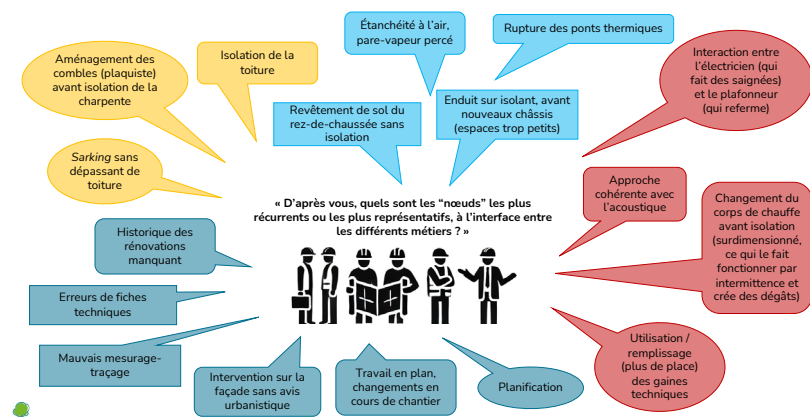 Aménagement des
combles (plaquiste)
avant isolation de la
charpente
Isolation de la
toiture
Étanchéité à l'air,
pare-vapeur percé
Rupture des ponts thermiques
Interaction entre
l'électricien (qui
fait des saignées)
et le plafonneur
(qui referme)
Revêtement de sol du
rez-de-chaussée sans
isolation
Enduit sur isolant, avant
nouveaux châssis
(espaces trop petits)
Sarking sans
dépassant de
toiture
« D'après vous, quels sont les “nœuds” les plus
récurrents ou les plus représentatifs, à l'interface entre
les différents métiers ? »
Approche
cohérente avec
l'acoustique
Changement du
corps de chauffe
avant isolation
(surdimensionné,
ce qui le fait
fonctionner par
intermittence et
crée des dégâts)
Historique des
rénovations
manquant
Erreurs de fiches
techniques
Mauvais mesurage-
traçage
Intervention sur la
façade sans avis
urbanistique
Travail en plan,
changements en
cours de chantier
Planification
Utilisation /
remplissage
(plus de place)
des gaines
techniques